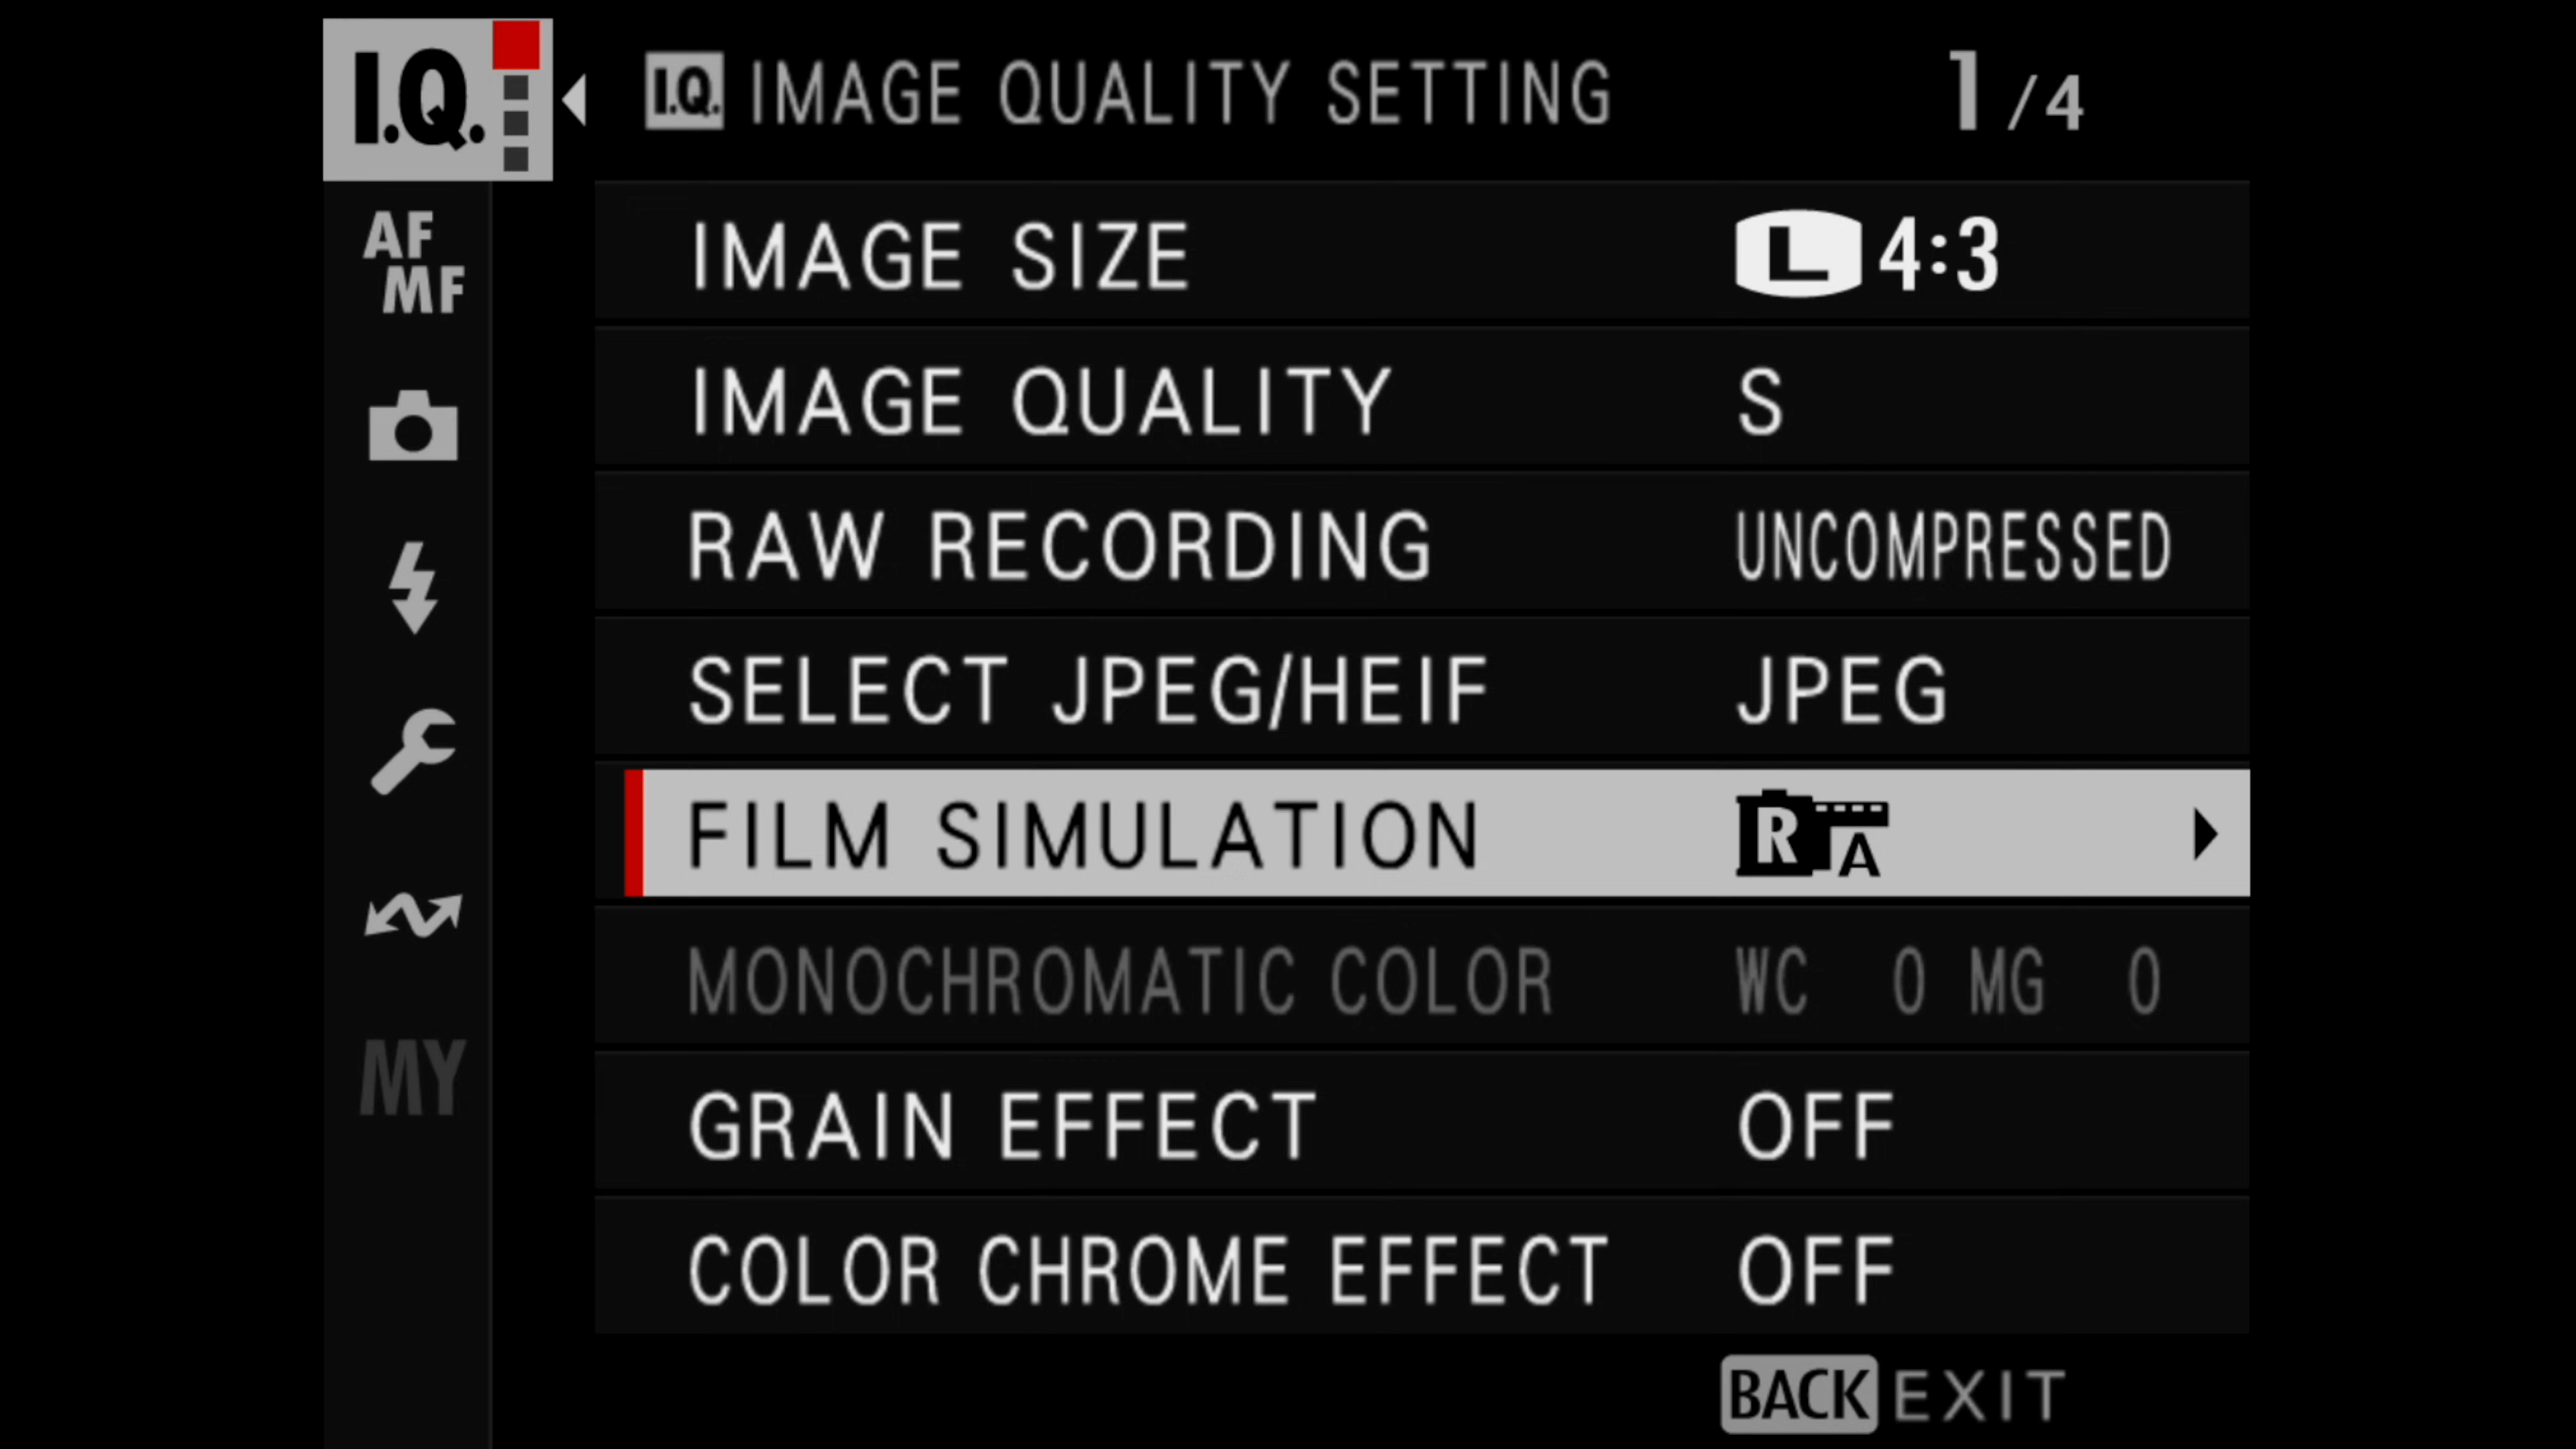 I.Q.
I.Q. IMAGE QUALITY SETTING 1/4
AF
MF
IMAGE SIZE L 4:3
IMAGE QUALITY S
RAW RECORDING UNCOMPRESSED
SELECT JPEG/HEIF JPEG
FILM SIMULATION R A
MONOCHROMATIC COLOR WC 0 MG 0
MY
GRAIN EFFECT OFF
COLOR CHROME EFFECT OFF
BACK EXIT